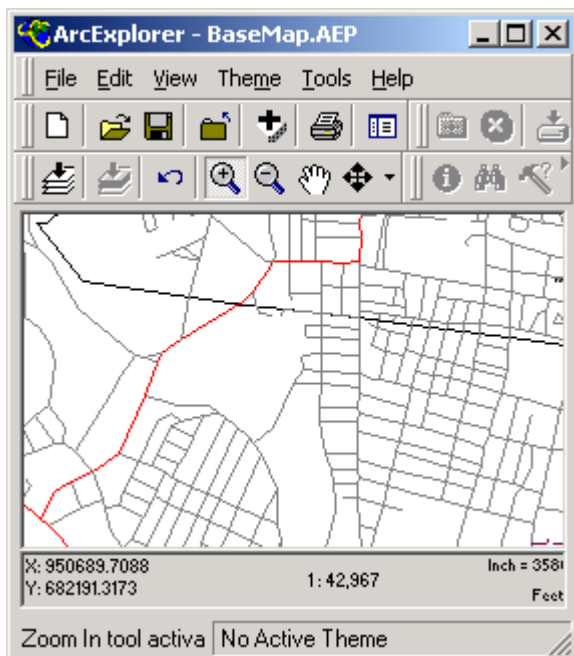 ArcExplorer - BaseMap.AEP
File Edit View Theme Tools Help
X: 950689.7088
Y: 682191.3173
1: 42,967
Inch = 358
Feet
Zoom In tool activa
No Active Theme